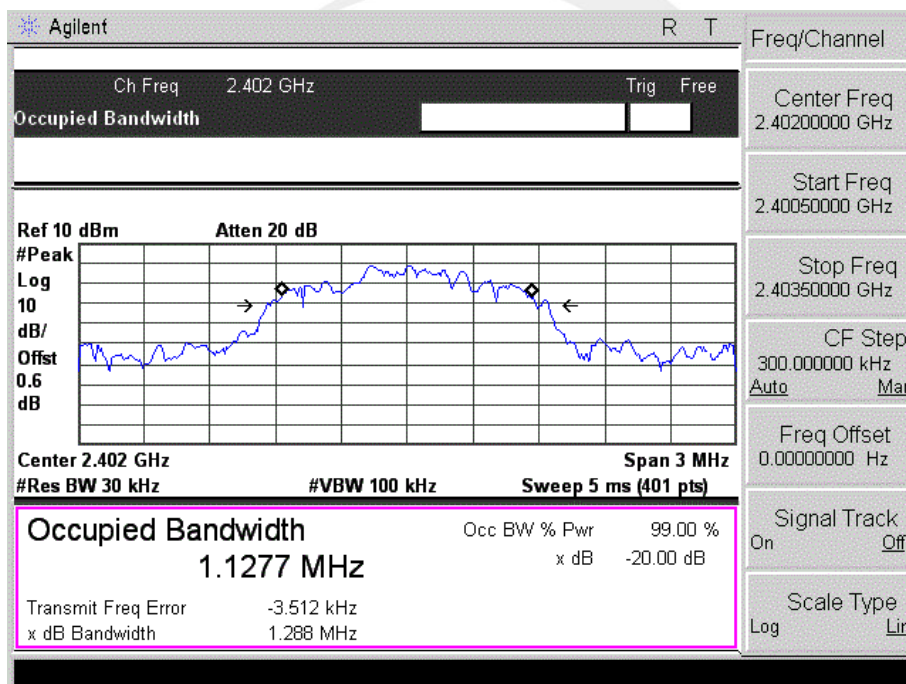 Agilent R T
Freq/Channel
Ch Freq 2.402 GHz Trig Free
Occupied Bandwidth
Center Freq
2.40200000 GHz
Start Freq
2.40050000 GHz
Stop Freq
2.40350000 GHz
CF Step
300.000000 kHz
Auto Mar
Freq Offset
0.00000000 Hz
Signal Track
On Off
Scale Type
Log Lin
Ref 10 dBm Atten 20 dB
#Peak
Log
10
dB/
Offst
0.6
dB
Center 2.402 GHz Span 3 MHz
#Res BW 30 kHz #VBW 100 kHz Sweep 5 ms (401 pts)
Occupied Bandwidth
1.1277 MHz
Occ BW % Pwr 99.00 %
x dB -20.00 dB
Transmit Freq Error -3.512 kHz
x dB Bandwidth 1.288 MHz